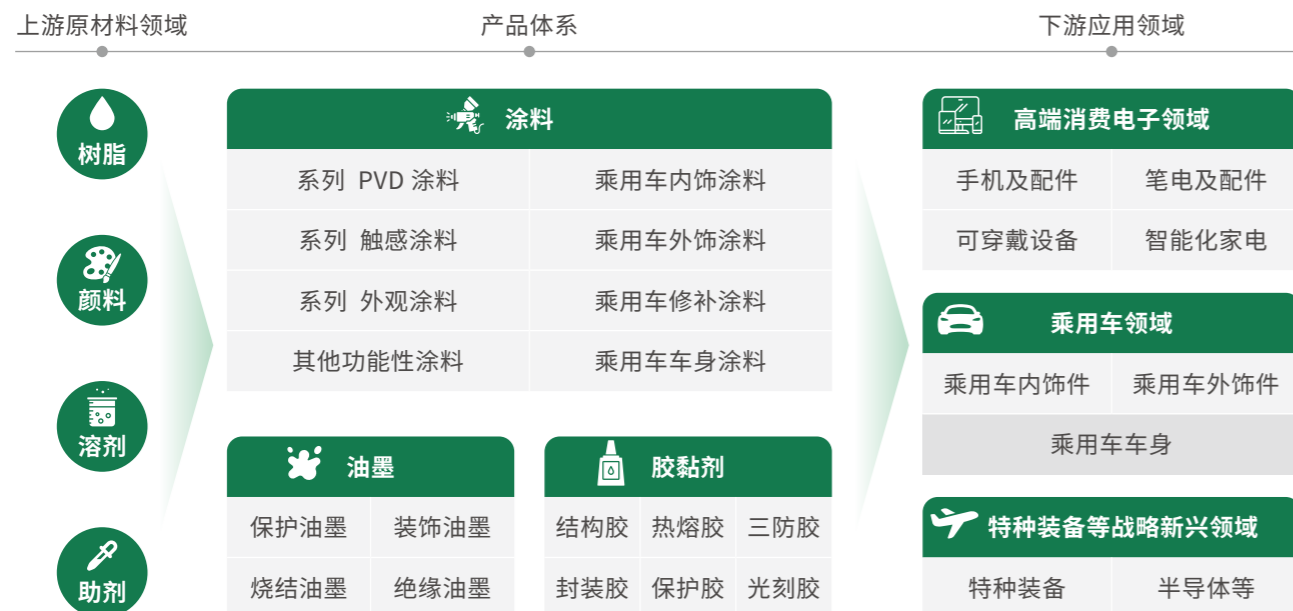 上游原材料领域
产品体系
下游应用领域
树脂
颜料
溶剂
助剂
涂料
系列 PVD 涂料 乘用车内饰涂料
系列 触感涂料 乘用车外饰涂料
系列 外观涂料 乘用车修补涂料
其他功能性涂料 乘用车车身涂料
油墨
保护油墨 装饰油墨
烧结油墨 绝缘油墨
胶黏剂
结构胶 热熔胶 三防胶
封装胶 保护胶 光刻胶
高端消费电子领域
手机及配件 笔电及配件
可穿戴设备 智能化家电
乘用车领域
乘用车内饰件 乘用车外饰件
乘用车车身
特种装备等战略新兴领域
特种装备 半导体等